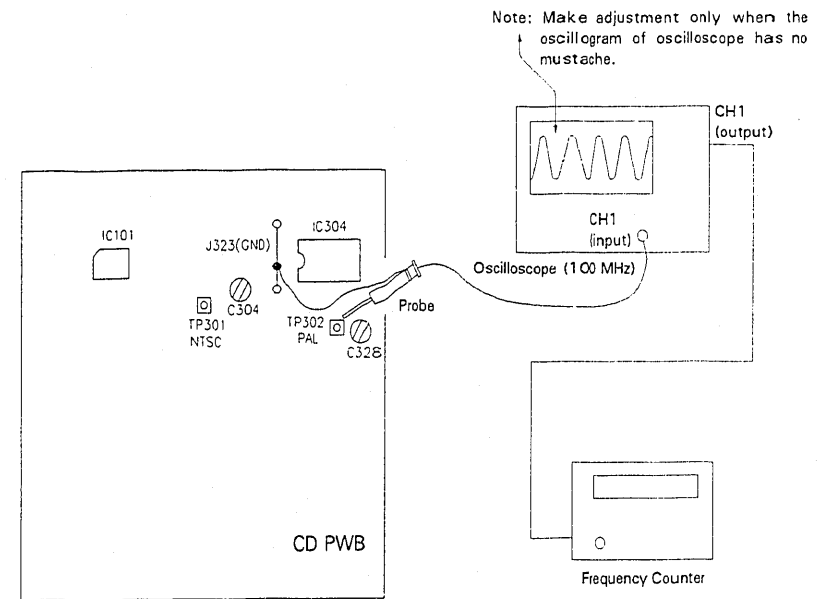 Note: Make adjustment only when the
oscillogram of oscilloscope has no
mustache.
CH1
(output)
CH1
(input)
Oscilloscope (100 MHz)
IC101
J323(GND)
IC304
C304
TP301
NTSC
TP302
PAL
C328
Probe
CD PWB
Frequency Counter